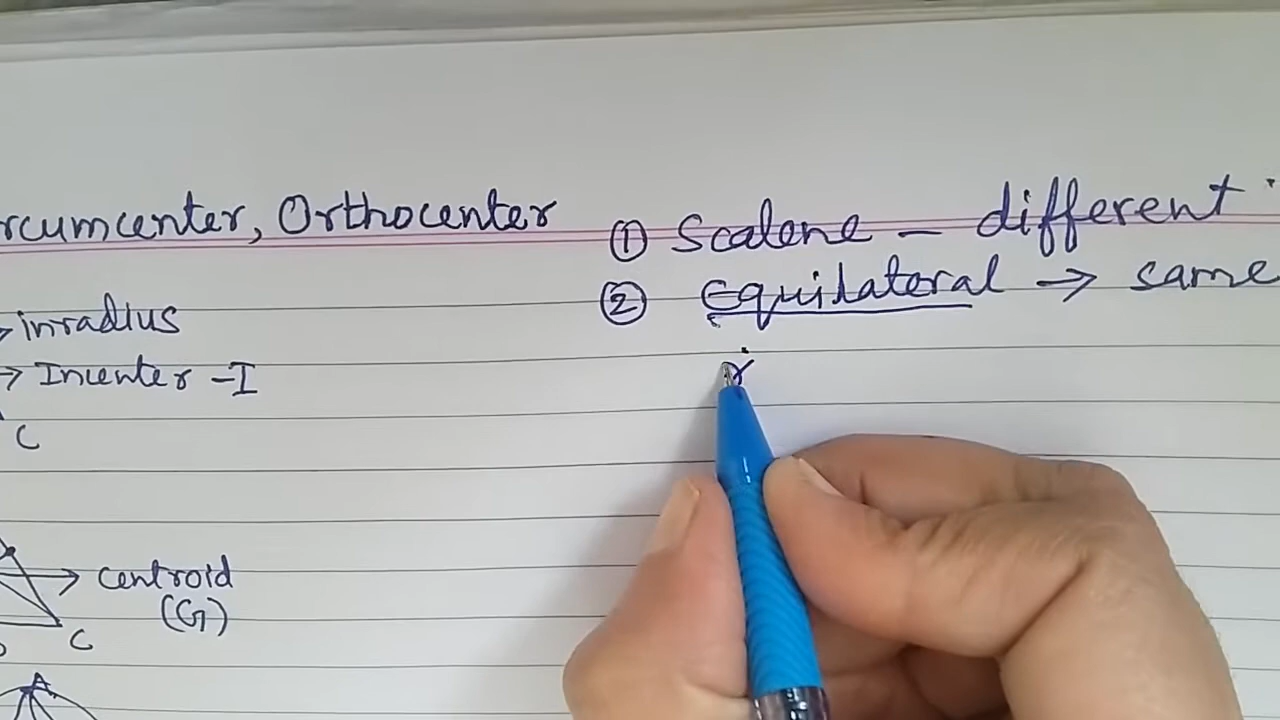 rcumcenter, Orthocenter
inradius
Incenter - I
C
centroid
(G)
C
A
① Scalene - different
② Equilateral → same